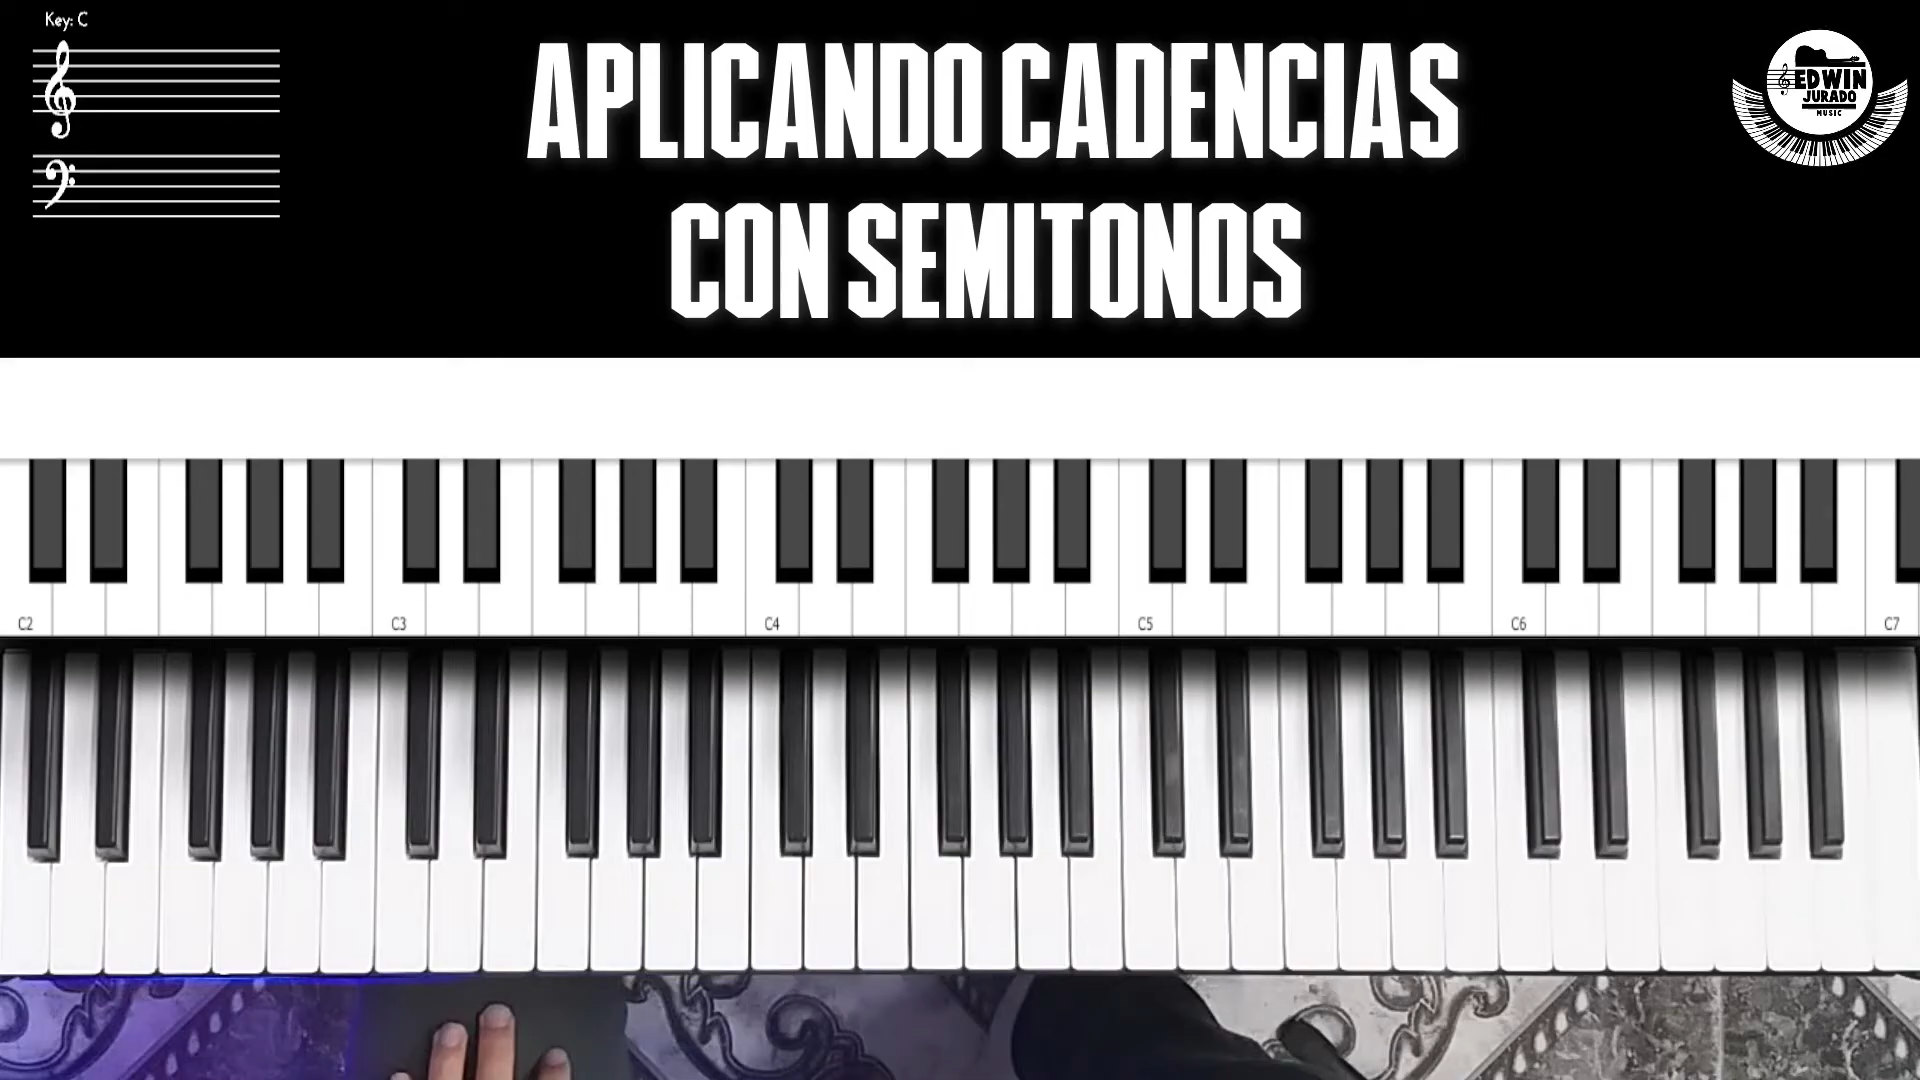 Key: C
APLICANDO CADENCIAS
CON SEMITONOS
EDWIN
JURADO
MUSIC
C2 C3 C4 C5 C6 C7